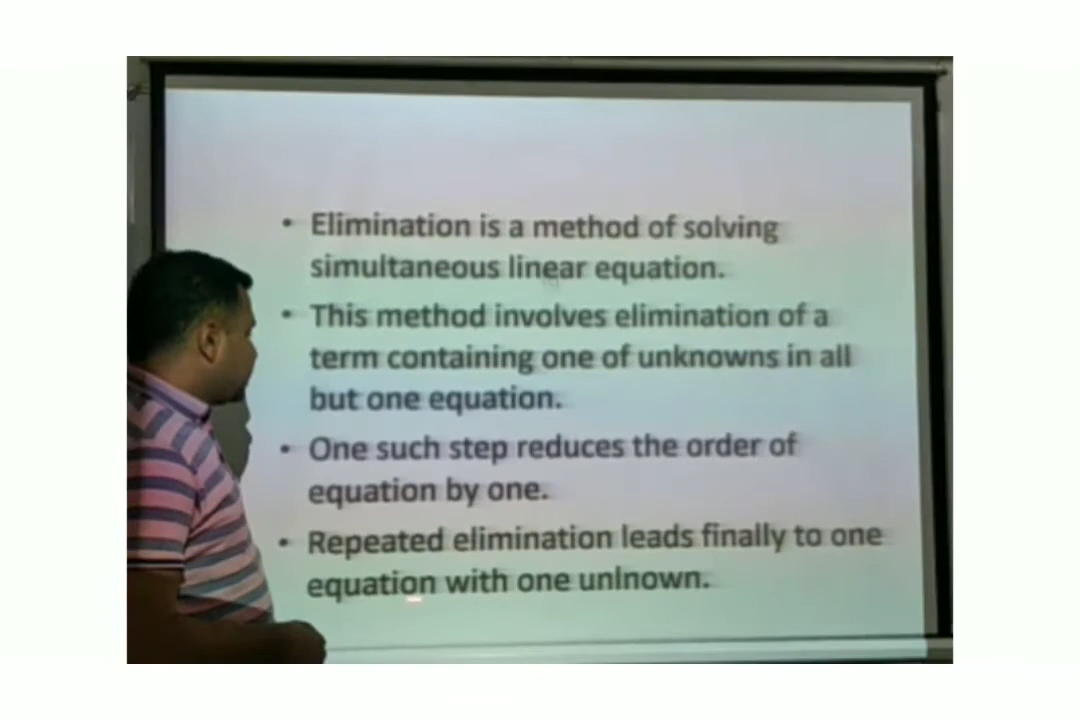 • Elimination is a method of solving
simultaneous linear equation.
• This method involves elimination of a
term containing one of unknowns in all
but one equation.
• One such step reduces the order of
equation by one.
• Repeated elimination leads finally to one
equation with one unlnown.